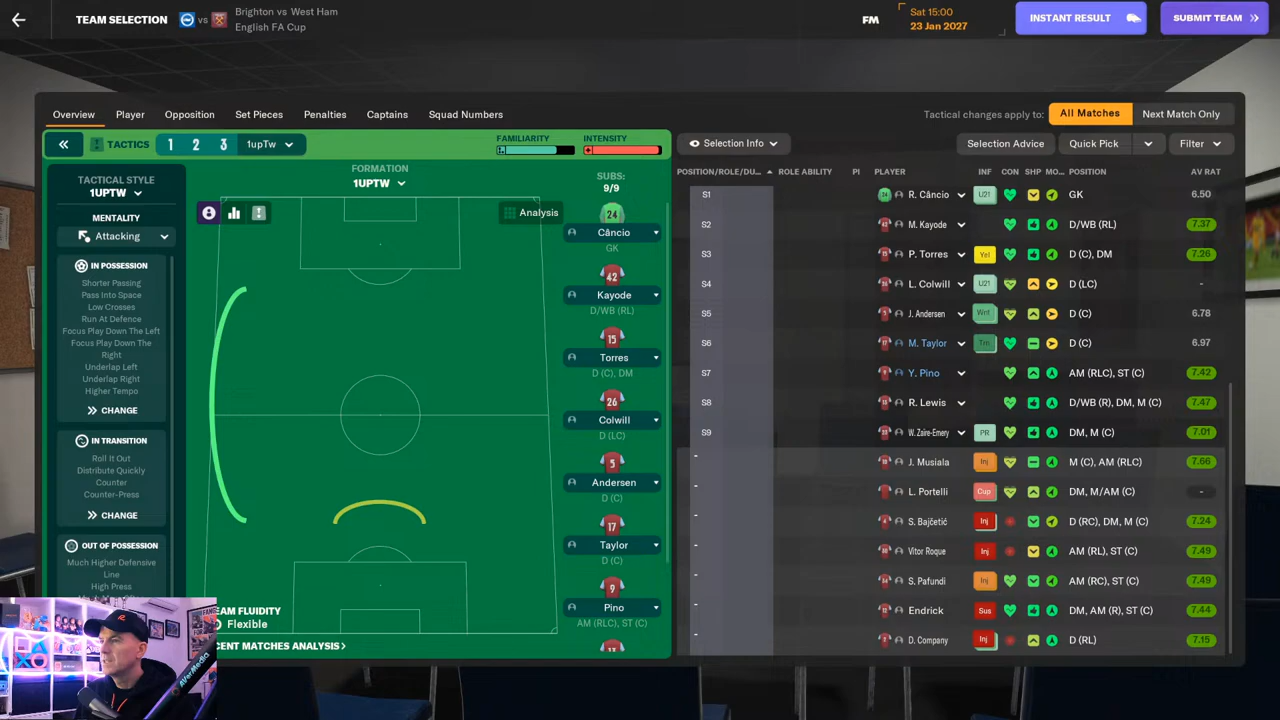 TEAM SELECTION
Brighton vs West Ham
English FA Cup
FM
Sat 15:00
23 Jan 2027
INSTANT RESULT
SUBMIT TEAM
Overview Player Opposition Set Pieces Penalties Captains Squad Numbers
Tactical changes apply to: All Matches Next Match Only
TACTICS 1 2 3 1upTw
FAMILIARITY
INTENSITY
Selection Info
Selection Advice Quick Pick Filter
TACTICAL STYLE
1UPTW
MENTALITY
Attacking
IN POSSESSION
Shorter Passing
Pass Into Space
Low Crosses
Run At Defence
Focus Play Down The Left
Focus Play Down The
Right
Underlap Left
Underlap Right
Higher Tempo
CHANGE
IN TRANSITION
Roll It Out
Distribute Quickly
Counter
Counter-Press
CHANGE
OUT OF POSSESSION
Much Higher Defensive
Line
High Press
FORMATION
1UPTW
Analysis
TEAM FLUIDITY
Flexible
RECENT MATCHES ANALYSIS
SUBS:
9/9
24
Câncio
GK
42
Kayode
D/WB (RL)
15
Torres
D (C), DM
26
Colwill
D (LC)
5
Andersen
D (C)
17
Taylor
D (C)
9
Pino
AM (RLC), ST (C)
POSITION/ROLE/DU... ROLE ABILITY PI PLAYER INF CON SHP MO... POSITION AV RAT
S1 R. Câncio U21 GK 6.50
S2 M. Kayode D/WB (RL) 7.37
S3 P. Torres Yel D (C), DM 7.26
S4 L. Colwill U21 D (LC) -
S5 J. Andersen Wnt D (C) 6.78
S6 M. Taylor Trn D (C) 6.97
S7 Y. Pino AM (RLC), ST (C) 7.42
S8 R. Lewis D/WB (R), DM, M (C) 7.47
S9 W. Zaire-Emery PR DM, M (C) 7.01
- J. Musiala Inj M (C), AM (RLC) 7.66
- L. Portelli Cup DM, M/AM (C) -
- S. Bajčetić Inj D (RC), DM, M (C) 7.24
- Vitor Roque Inj AM (RL), ST (C) 7.49
- S. Pafundi Inj AM (RC), ST (C) 7.49
- Endrick Sus DM, AM (R), ST (C) 7.44
- D. Company Inj D (RL) 7.15
AVerMedia